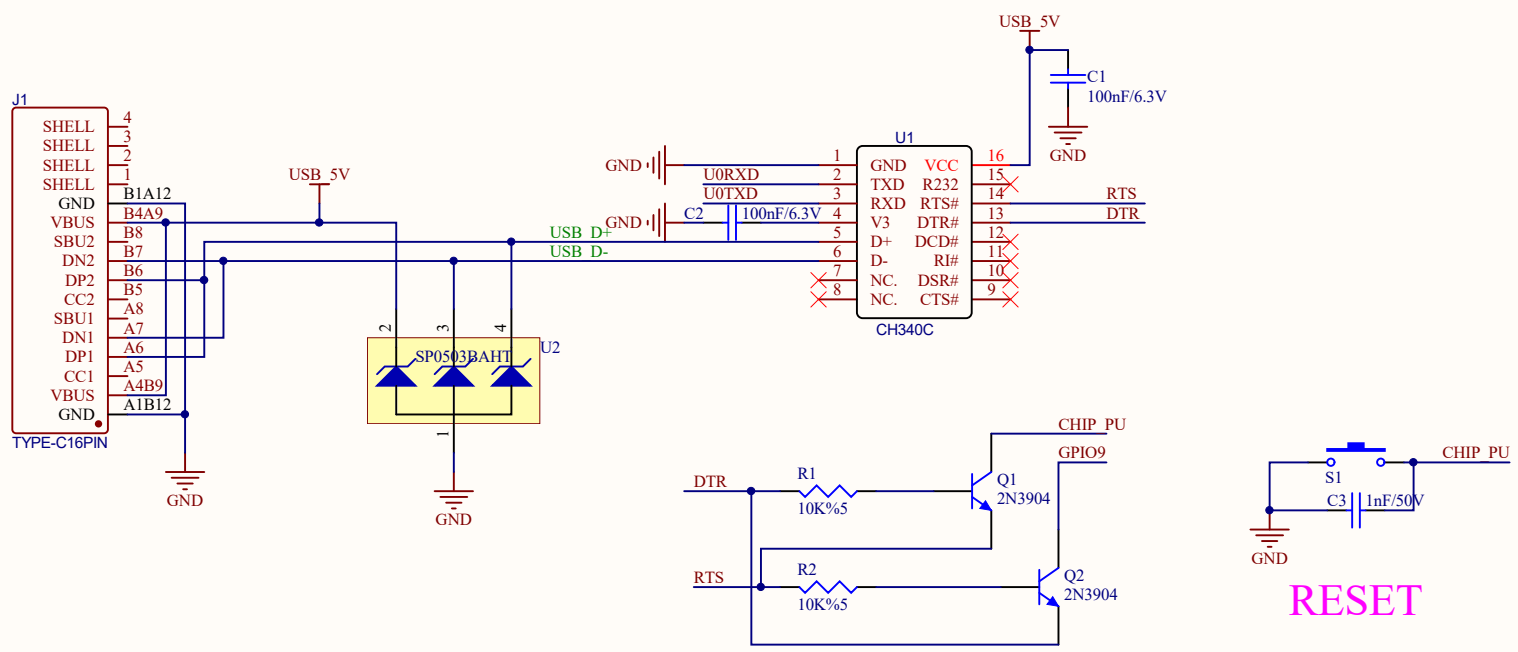 USB_5V
C1
100nF/6.3V
GND
J1
SHELL 4
SHELL 3
SHELL 2
SHELL 1
GND B1A12
VBUS B4A9
SBU2 B8
DN2 B7
DP2 B6
CC2 B5
SBU1 A8
DN1 A7
DP1 A6
CC1 A5
VBUS A4B9
GND A1B12
TYPE-C16PIN
GND
USB_5V
USB_D+
USB_D-
2 3 4
SP0503BAHT
U2
1
GND
U1
GND 1 GND VCC 16
U0RXD 2 TXD R232 15
U0TXD 3 RXD RTS# 14 RTS
GND C2 100nF/6.3V 4 V3 DTR# 13 DTR
5 D+ DCD# 12
6 D- RI# 11
7 NC. DSR# 10
8 NC. CTS# 9
CH340C
CHIP_PU
GPIO9
DTR
R1
10K%5
Q1
2N3904
RTS
R2
10K%5
Q2
2N3904
CHIP_PU
S1
C3 1nF/50V
GND
RESET